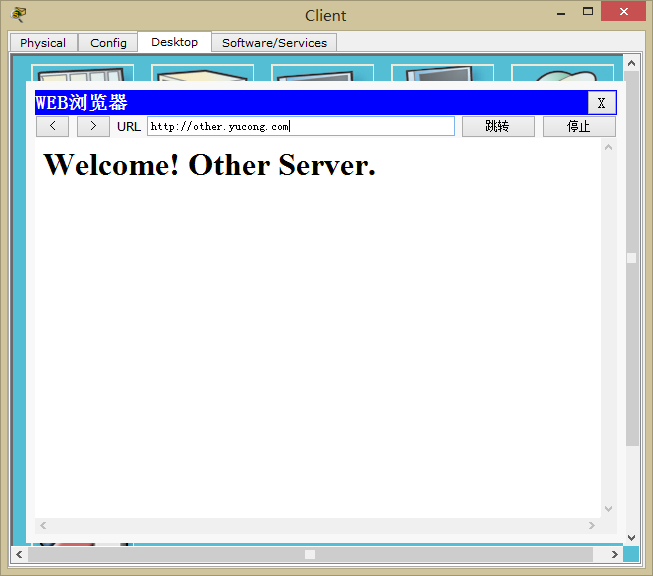 Client
Physical Config Desktop Software/Services
WEB浏览器 X
< > URL http://other.yucong.com 跳转 停止
Welcome! Other Server.